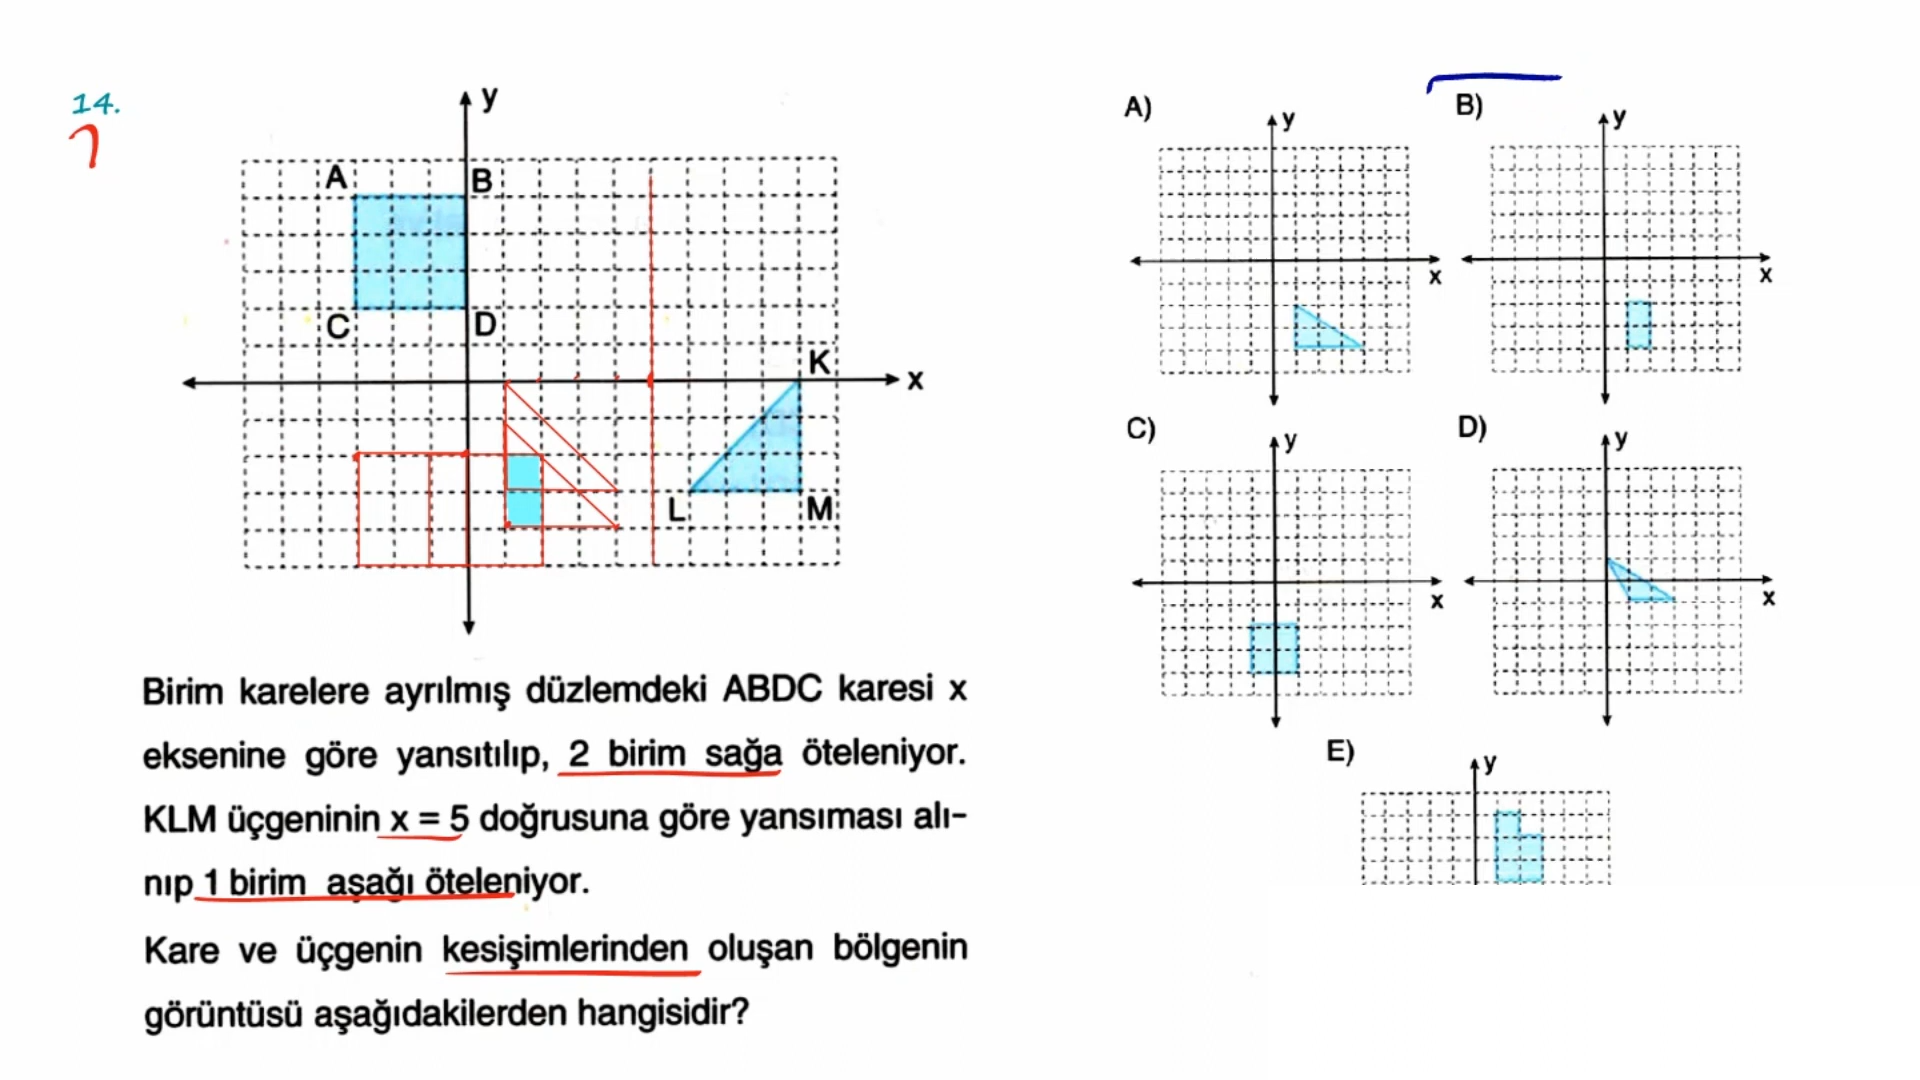 14.
7
y
A
B
C
D
K
x
L
M
Birim karelere ayrılmış düzlemdeki ABDC karesi x
eksenine göre yansıtılıp, 2 birim sağa öteleniyor.
KLM üçgeninin x = 5 doğrusuna göre yansıması alı-
nıp 1 birim aşağı öteleniyor.
Kare ve üçgenin kesişimlerinden oluşan bölgenin
görüntüsü aşağıdakilerden hangisidir?
A)
y
x
B)
y
x
C)
y
x
D)
y
x
E)
y